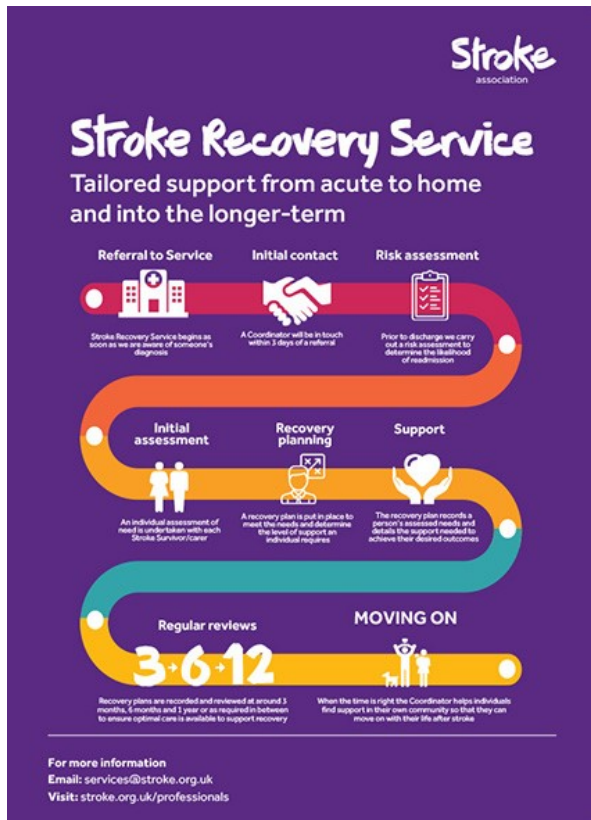 Stroke
association
Stroke Recovery Service
Tailored support from acute to home
and into the longer-term
Referral to Service
Stroke Recovery Service begins as
soon as we are aware of someone's
diagnosis
Initial contact
A Coordinator will be in touch
within 3 days of a referral
Risk assessment
Prior to discharge we carry
out a risk assessment to
determine the likelihood
of readmission
Initial
assessment
An individual assessment of
need is undertaken with each
Stroke Survivor/carer
Recovery
planning
A recovery plan is put in place to
meet the needs and determine
the level of support an
individual requires
Support
The recovery plan records a
person's assessed needs and
details the support needed to
achieve their desired outcomes
Regular reviews
3→6→12
Recovery plans are recorded and reviewed at around 3
months, 6 months and 1 year or as required in between
to ensure optimal care is available to support recovery
MOVING ON
When the time is right the Coordinator helps individuals
find support in their own community so that they can
move on with their life after stroke
For more information
Email: services@stroke.org.uk
Visit: stroke.org.uk/professionals